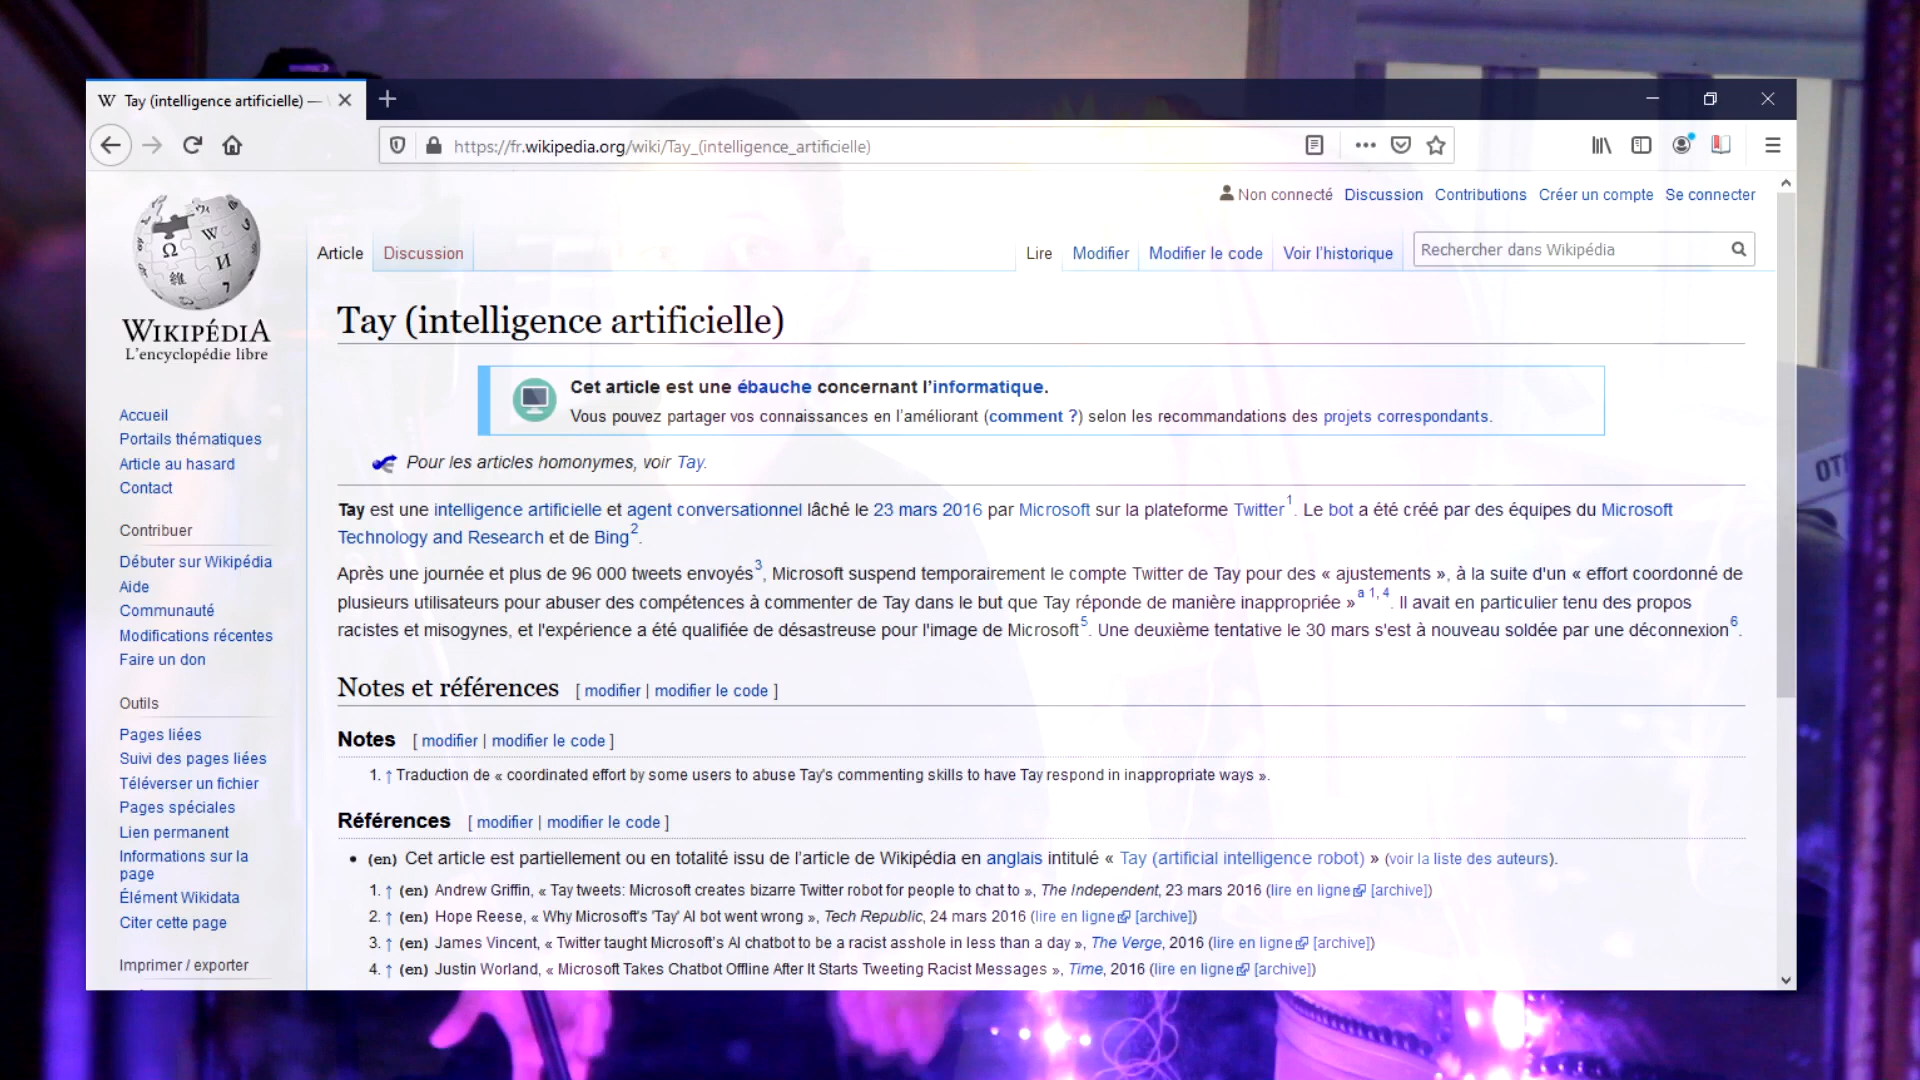 W Tay (intelligence artificielle) —
https://fr.wikipedia.org/wiki/Tay_(intelligence_artificielle)
Non connecté Discussion Contributions Créer un compte Se connecter
Article Discussion Lire Modifier Modifier le code Voir l'historique Rechercher dans Wikipédia
WIKIPÉDIA
L'encyclopédie libre
Accueil
Portails thématiques
Article au hasard
Contact
Contribuer
Débuter sur Wikipédia
Aide
Communauté
Modifications récentes
Faire un don
Outils
Pages liées
Suivi des pages liées
Téléverser un fichier
Pages spéciales
Lien permanent
Informations sur la
page
Élément Wikidata
Citer cette page
Imprimer / exporter
Tay (intelligence artificielle)
Cet article est une ébauche concernant l'informatique.
Vous pouvez partager vos connaissances en l'améliorant (comment ?) selon les recommandations des projets correspondants.
Pour les articles homonymes, voir Tay.
Tay est une intelligence artificielle et agent conversationnel lâché le 23 mars 2016 par Microsoft sur la plateforme Twitter1. Le bot a été créé par des équipes du Microsoft
Technology and Research et de Bing2.
Après une journée et plus de 96 000 tweets envoyés3, Microsoft suspend temporairement le compte Twitter de Tay pour des « ajustements », à la suite d'un « effort coordonné de
plusieurs utilisateurs pour abuser des compétences à commenter de Tay dans le but que Tay réponde de manière inappropriée »a 1, 4. Il avait en particulier tenu des propos
racistes et misogynes, et l'expérience a été qualifiée de désastreuse pour l'image de Microsoft5. Une deuxième tentative le 30 mars s'est à nouveau soldée par une déconnexion6.
Notes et références [ modifier | modifier le code ]
Notes [ modifier | modifier le code ]
1. ↑ Traduction de « coordinated effort by some users to abuse Tay's commenting skills to have Tay respond in inappropriate ways ».
Références [ modifier | modifier le code ]
• (en) Cet article est partiellement ou en totalité issu de l'article de Wikipédia en anglais intitulé « Tay (artificial intelligence robot) » (voir la liste des auteurs).
1. ↑ (en) Andrew Griffin, « Tay tweets: Microsoft creates bizarre Twitter robot for people to chat to », The Independent, 23 mars 2016 (lire en ligne [archive])
2. ↑ (en) Hope Reese, « Why Microsoft's 'Tay' AI bot went wrong », Tech Republic, 24 mars 2016 (lire en ligne [archive])
3. ↑ (en) James Vincent, « Twitter taught Microsoft's AI chatbot to be a racist asshole in less than a day », The Verge, 2016 (lire en ligne [archive])
4. ↑ (en) Justin Worland, « Microsoft Takes Chatbot Offline After It Starts Tweeting Racist Messages », Time, 2016 (lire en ligne [archive])